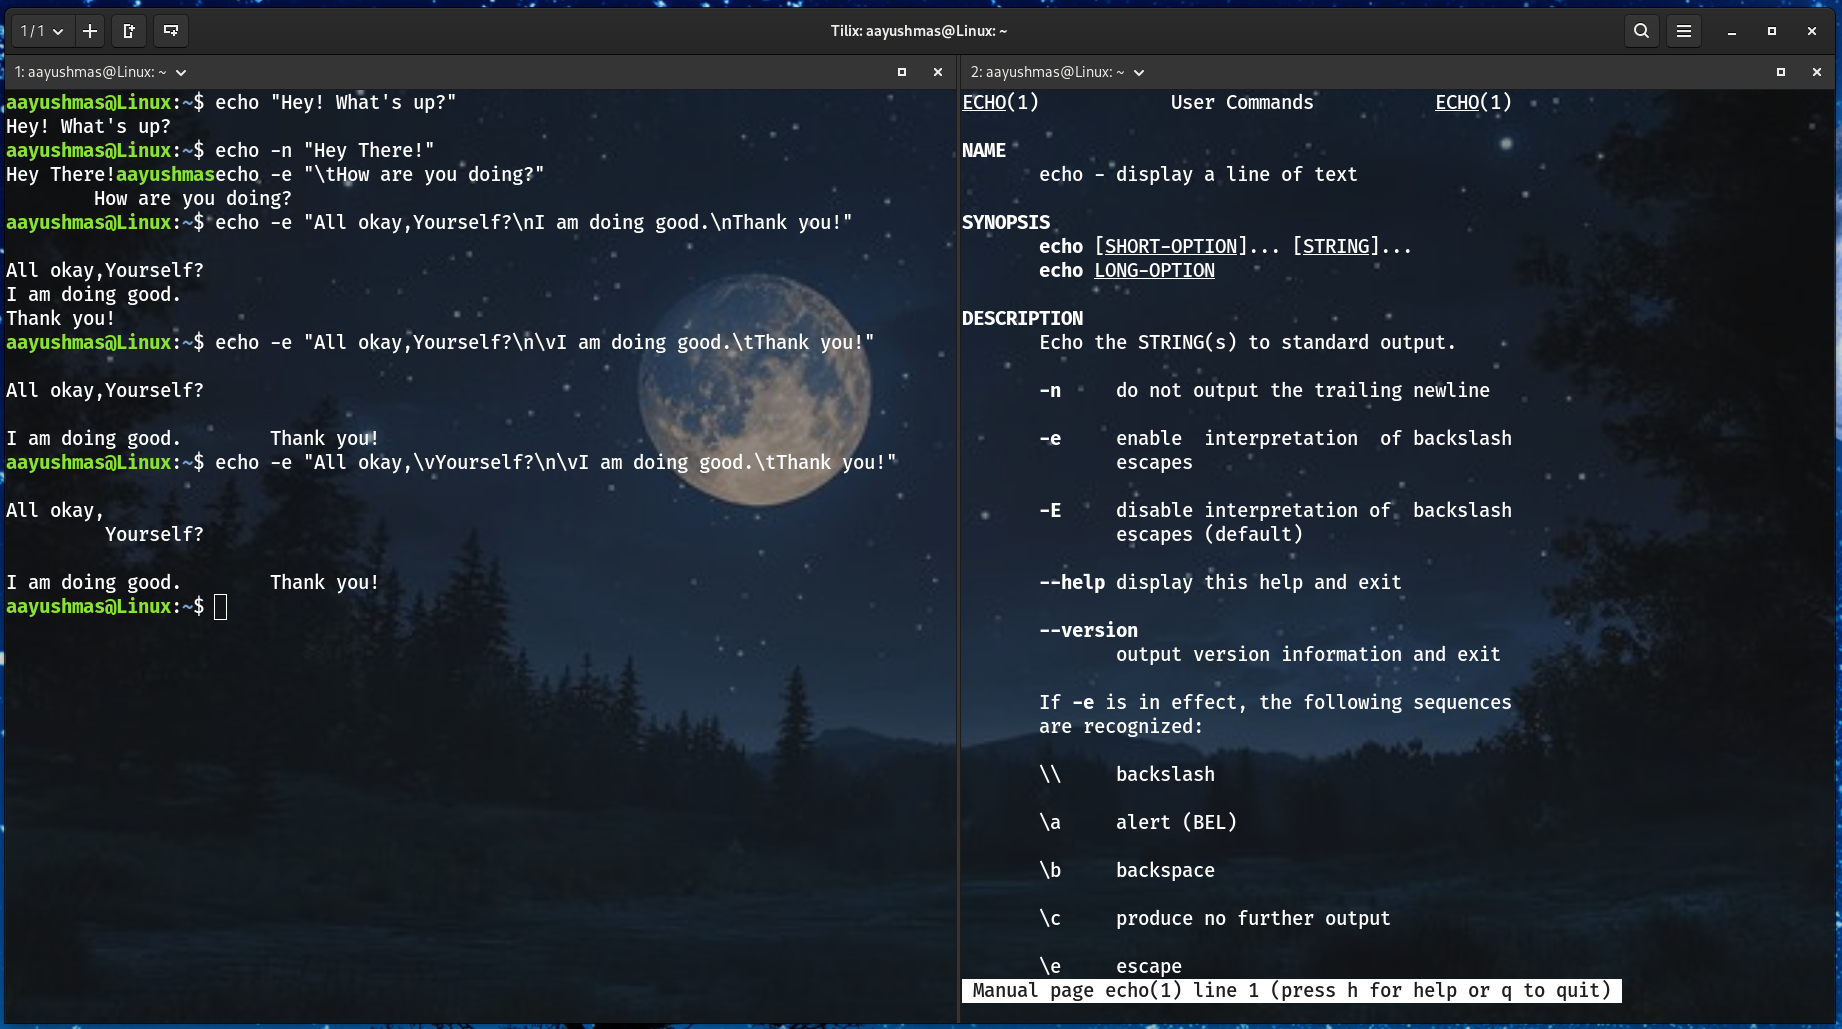 1/1
Tilix: aayushmas@Linux: ~
1: aayushmas@Linux: ~
aayushmas@Linux:~$ echo "Hey! What's up?"
Hey! What's up?
aayushmas@Linux:~$ echo -n "Hey There!"
Hey There!aayushmasecho -e "\tHow are you doing?"
        How are you doing?
aayushmas@Linux:~$ echo -e "All okay,Yourself?\nI am doing good.\nThank you!"
All okay,Yourself?
I am doing good.
Thank you!
aayushmas@Linux:~$ echo -e "All okay,Yourself?\n\vI am doing good.\tThank you!"
All okay,Yourself?
I am doing good.        Thank you!
aayushmas@Linux:~$ echo -e "All okay,\vYourself?\n\vI am doing good.\tThank you!"
All okay,
         Yourself?
I am doing good.        Thank you!
aayushmas@Linux:~$
2: aayushmas@Linux: ~
ECHO(1)            User Commands           ECHO(1)
NAME
       echo - display a line of text
SYNOPSIS
       echo [SHORT-OPTION]... [STRING]...
       echo LONG-OPTION
DESCRIPTION
       Echo the STRING(s) to standard output.
       -n     do not output the trailing newline
       -e     enable  interpretation  of backslash
              escapes
       -E     disable interpretation of  backslash
              escapes (default)
       --help display this help and exit
       --version
              output version information and exit
       If -e is in effect, the following sequences
       are recognized:
       \\     backslash
       \a     alert (BEL)
       \b     backspace
       \c     produce no further output
       \e     escape
 Manual page echo(1) line 1 (press h for help or q to quit)